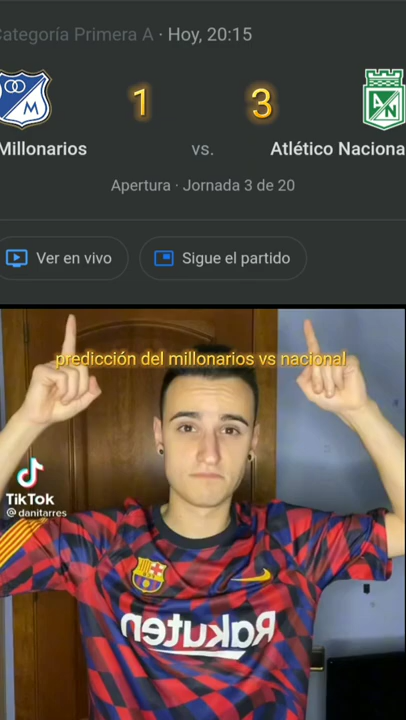 Categoría Primera A · Hoy, 20:15
1 3
Millonarios vs. Atlético Naciona
Apertura · Jornada 3 de 20
Ver en vivo
Sigue el partido
predicción del millonarios vs nacional
TikTok
@danitarres
Rakuten